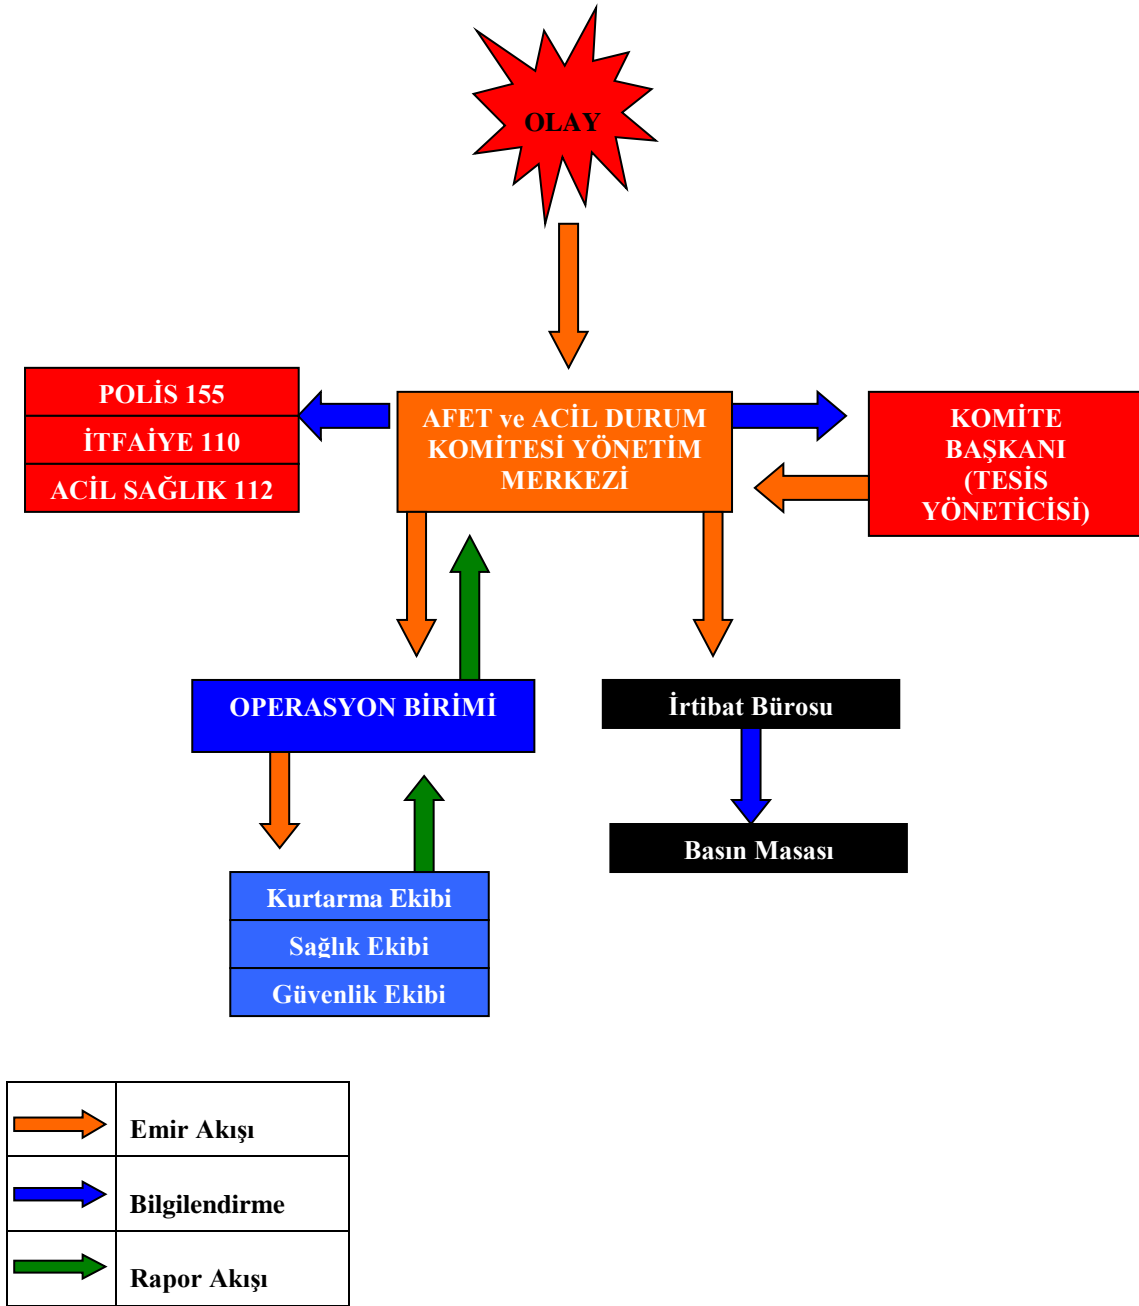 OLAY
POLİS 155
İTFAİYE 110
ACİL SAĞLIK 112
AFET ve ACİL DURUM
KOMİTESİ YÖNETİM
MERKEZİ
KOMİTE
BAŞKANI
(TESİS
YÖNETİCİSİ)
OPERASYON BİRİMİ
İrtibat Bürosu
Basın Masası
Kurtarma Ekibi
Sağlık Ekibi
Güvenlik Ekibi
Emir Akışı
Bilgilendirme
Rapor Akışı